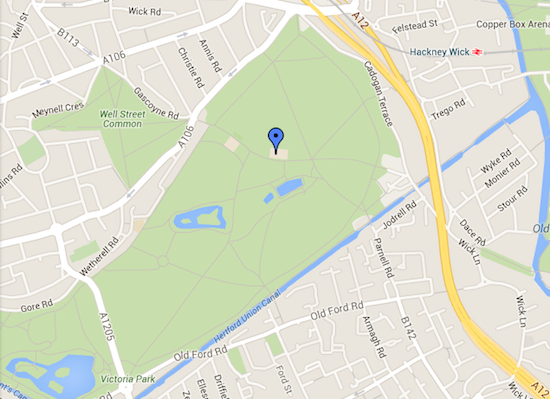 Wick Rd
A12
Felstead St
Well St
Copper Box Arena
B113
A106
Annis Rd
Hackney Wick
Christie Rd
Cadogan Terrace
Meynell Cres
Gascoyne Rd
Trego Rd
Well Street
Common
A106
Wyke Rd
Monier Rd
Stour Rd
Jodrell Rd
Dace Rd
Wick Ln
Wetherell Rd
Parnell Rd
Old
Gore Rd
Hertford Union Canal
Old Ford Rd
Wick Ln
A1205
Armagh Rd
B142
Old Ford Rd
Victoria Park
Ford St
A12
Wick Ln